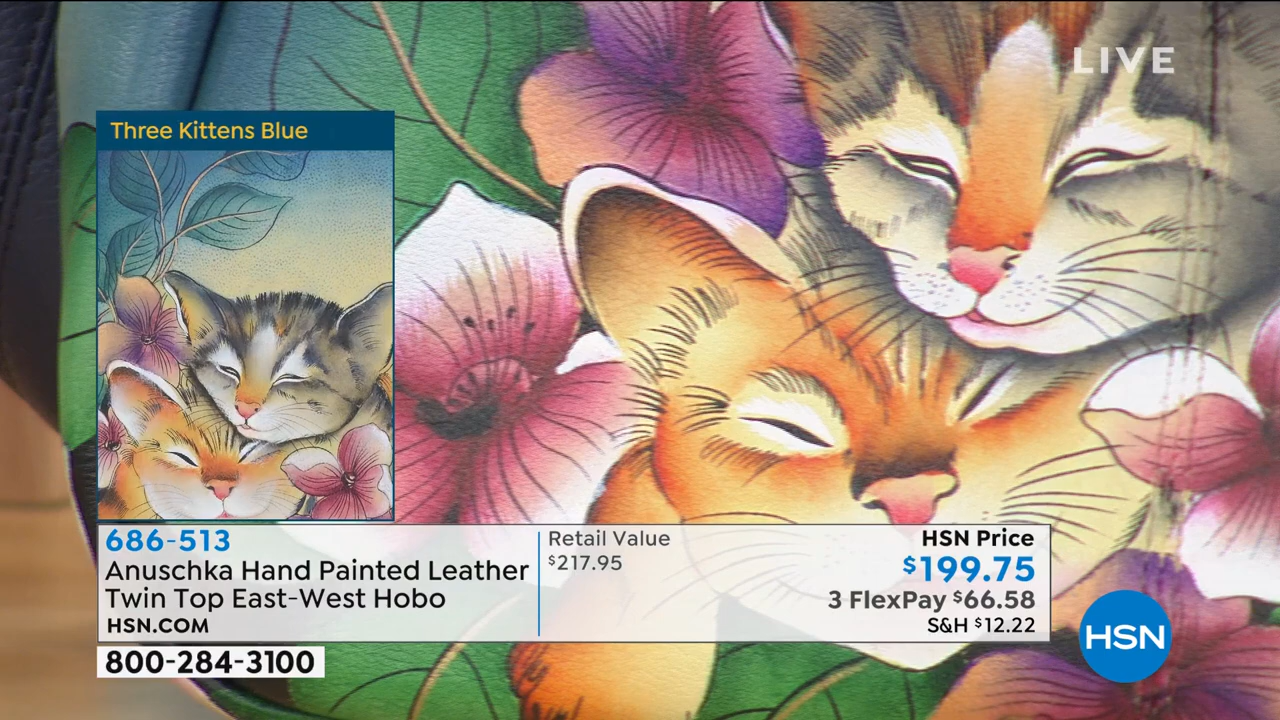 LIVE
Three Kittens Blue
686-513
Anuschka Hand Painted Leather
Twin Top East-West Hobo
HSN.COM
Retail Value
$217.95
HSN Price
$199.75
3 FlexPay $66.58
S&H $12.22
800-284-3100
HSN